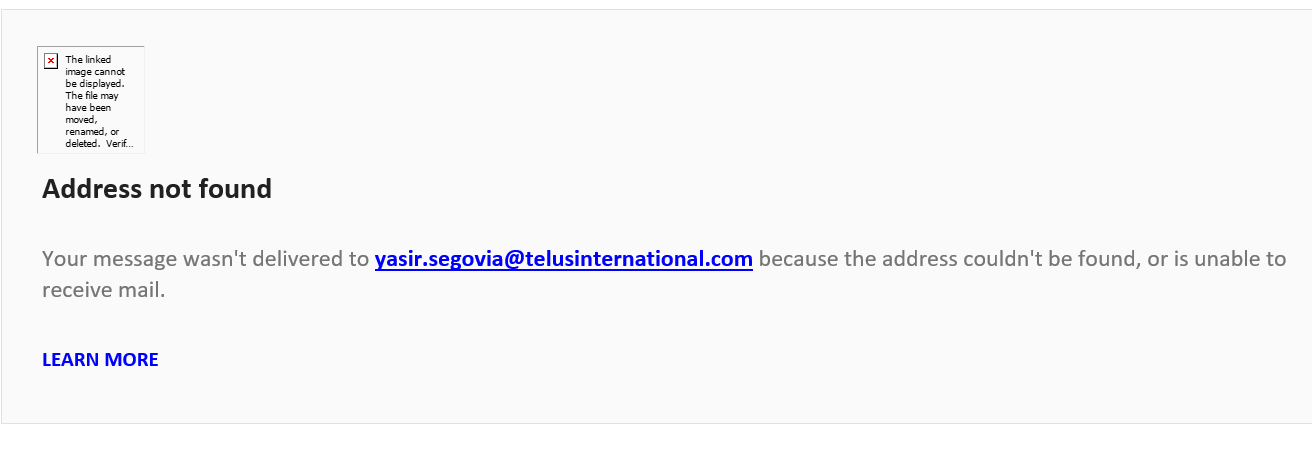 The linked
image cannot
be displayed.
The file may
have been
moved,
renamed, or
deleted. Verif...
Address not found
Your message wasn't delivered to yasir.segovia@telusinternational.com because the address couldn't be found, or is unable to
receive mail.
LEARN MORE